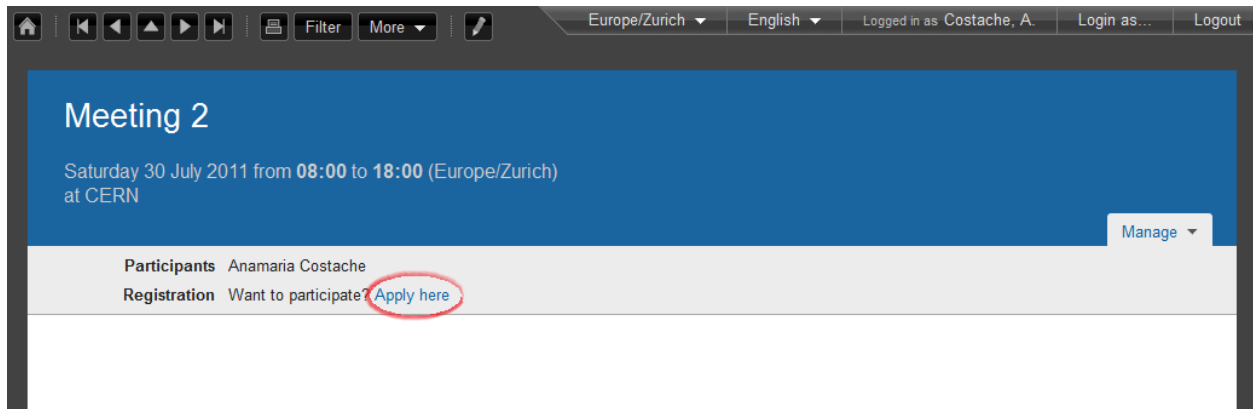 Filter More Europe/Zurich English Logged in as Costache, A. Login as... Logout
Meeting 2
Saturday 30 July 2011 from 08:00 to 18:00 (Europe/Zurich)
at CERN
Manage
Participants Anamaria Costache
Registration Want to participate? Apply here